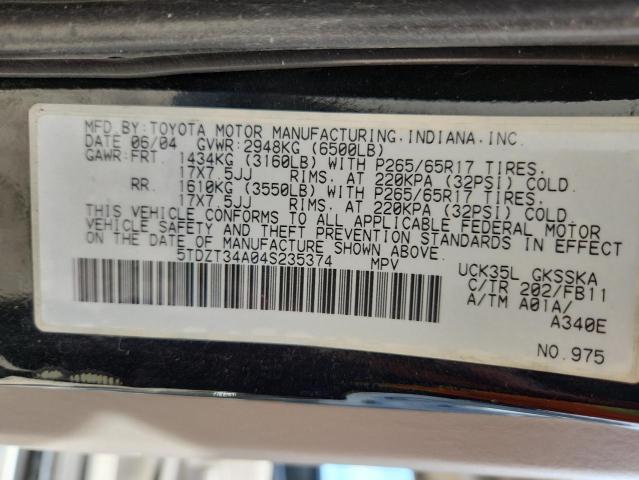 MFD BY: TOYOTA MOTOR MANUFACTURING, INDIANA, INC.
DATE 06/04 GVWR: 2948KG (6500LB)
GAWR: FRT. 1434KG (3160LB) WITH P265/65R17 TIRES,
17X7.5JJ RIMS, AT 220KPA (32PSI) COLD.
RR. 1610KG (3550LB) WITH P265/65R17 TIRES,
17X7.5JJ RIMS, AT 220KPA (32PSI) COLD.
THIS VEHICLE CONFORMS TO ALL APPLICABLE FEDERAL MOTOR
VEHICLE SAFETY AND THEFT PREVENTION STANDARDS IN EFFECT
ON THE DATE OF MANUFACTURE SHOWN ABOVE.
5TDZT34A04S235374 MPV
UCK35L GKSSKA
C/TR 202/FB11
A/TM A01A/
A340E
NO.975